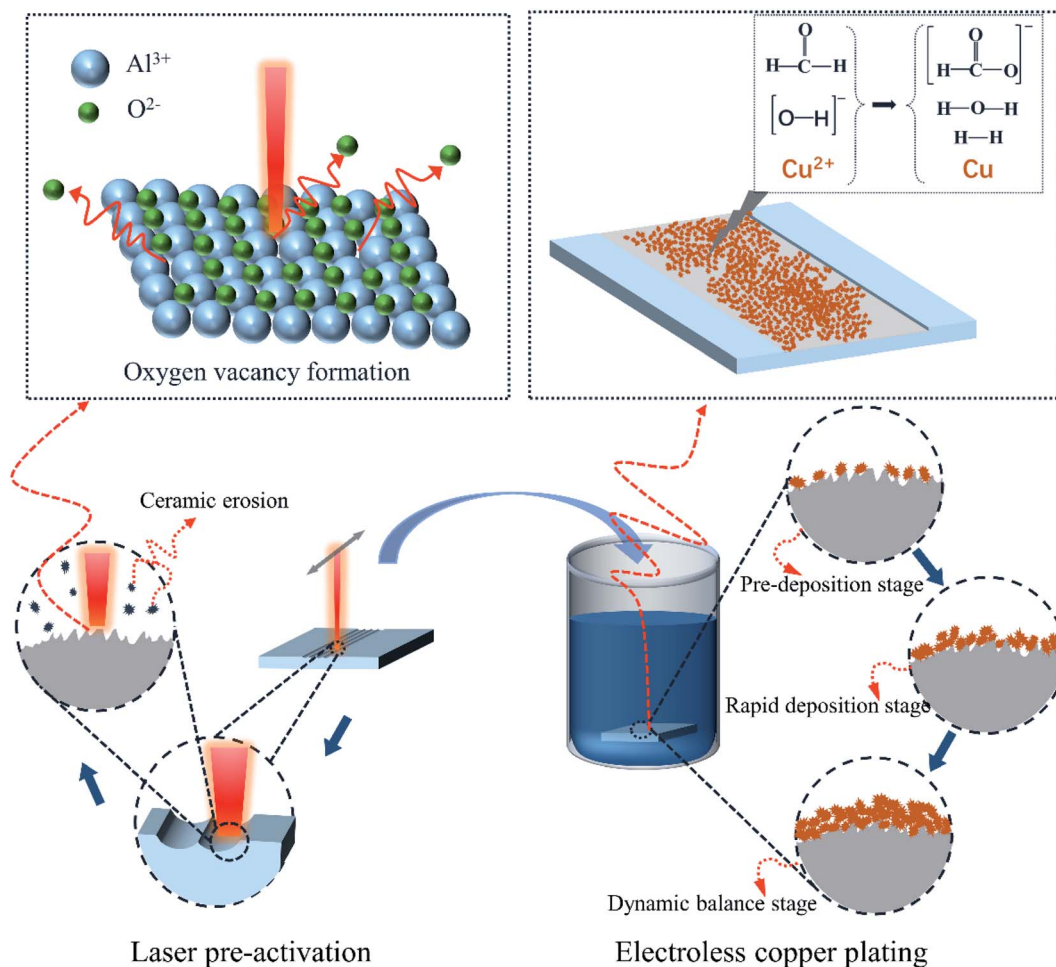 Al³⁺
O²⁻
Oxygen vacancy formation
O
H C H
[O—H]⁻
Cu²⁺
O
[H C O]⁻
H—O—H
H—H
Cu
Ceramic erosion
Pre-deposition stage
Rapid deposition stage
Dynamic balance stage
Laser pre-activation
Electroless copper plating